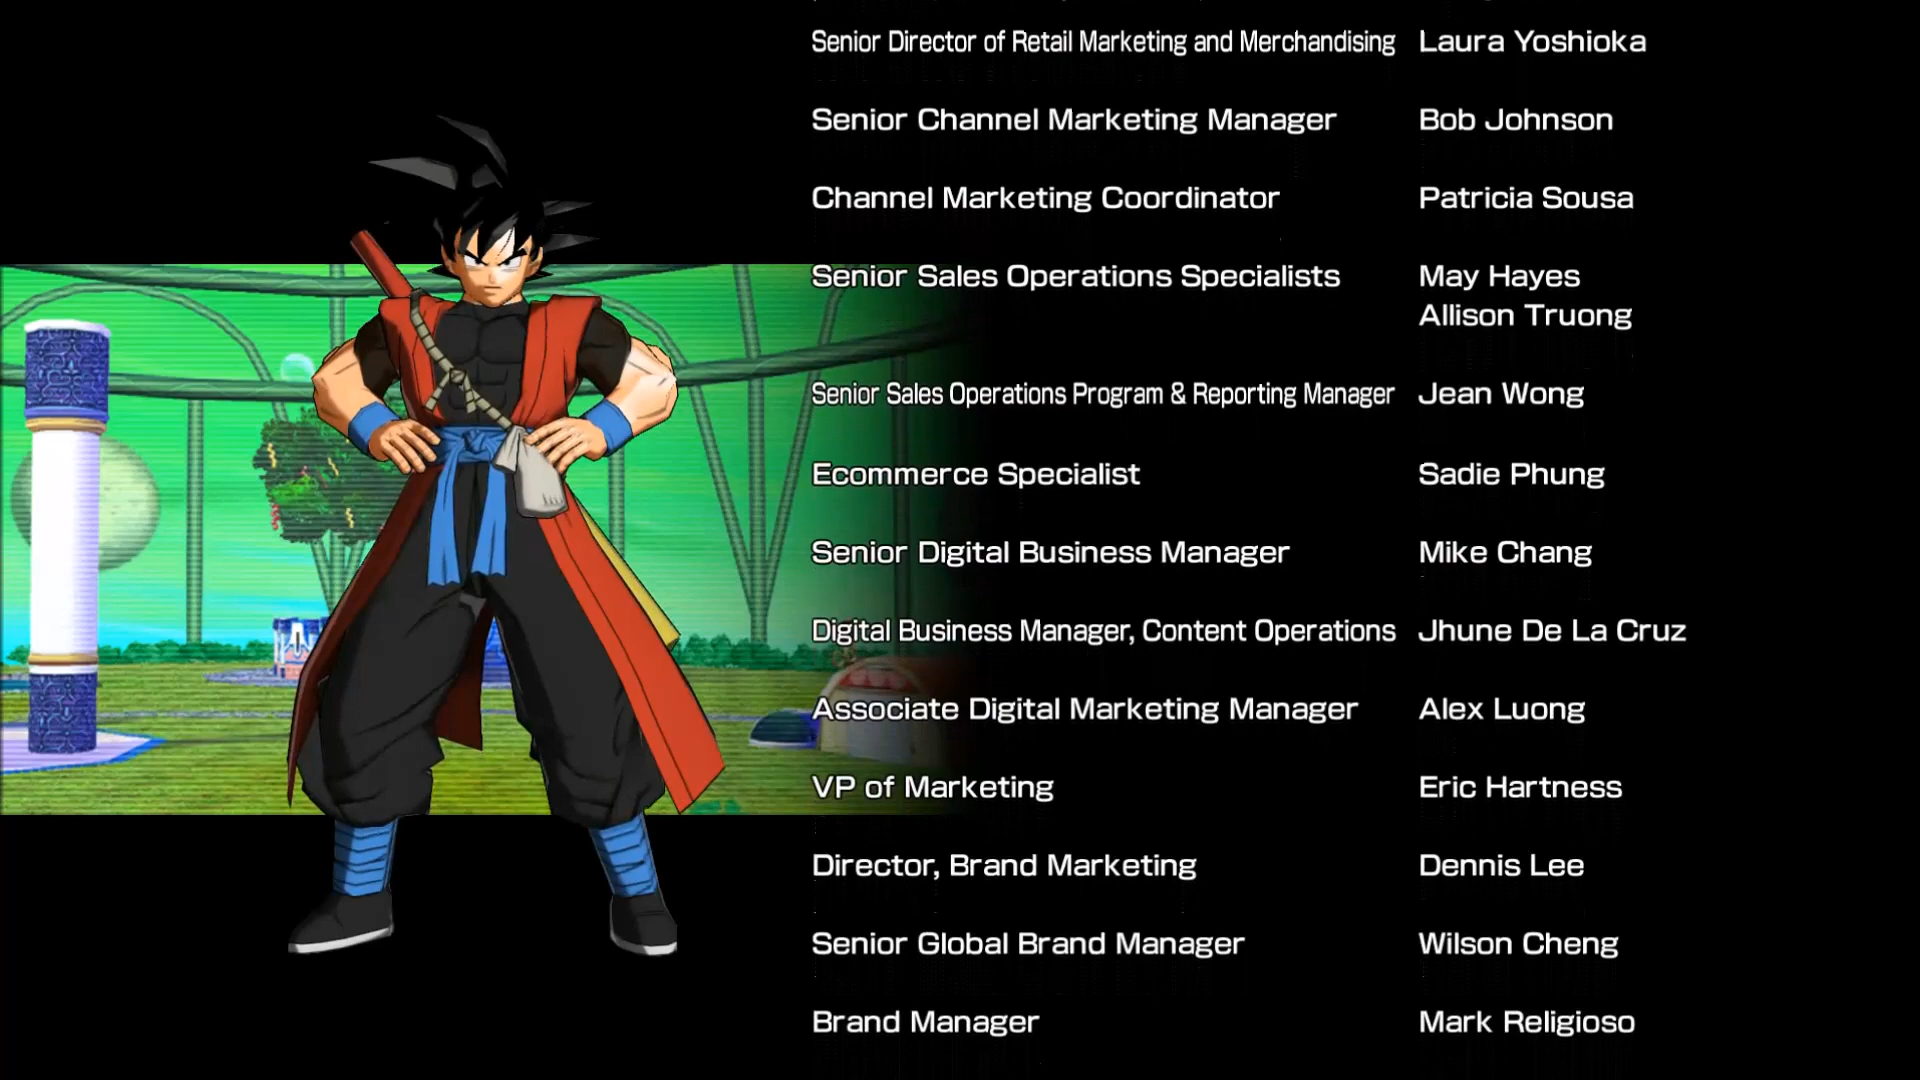 Senior Director of Retail Marketing and Merchandising Laura Yoshioka
Senior Channel Marketing Manager Bob Johnson
Channel Marketing Coordinator Patricia Sousa
Senior Sales Operations Specialists May Hayes
Allison Truong
Senior Sales Operations Program & Reporting Manager Jean Wong
Ecommerce Specialist Sadie Phung
Senior Digital Business Manager Mike Chang
Digital Business Manager, Content Operations Jhune De La Cruz
Associate Digital Marketing Manager Alex Luong
VP of Marketing Eric Hartness
Director, Brand Marketing Dennis Lee
Senior Global Brand Manager Wilson Cheng
Brand Manager Mark Religioso